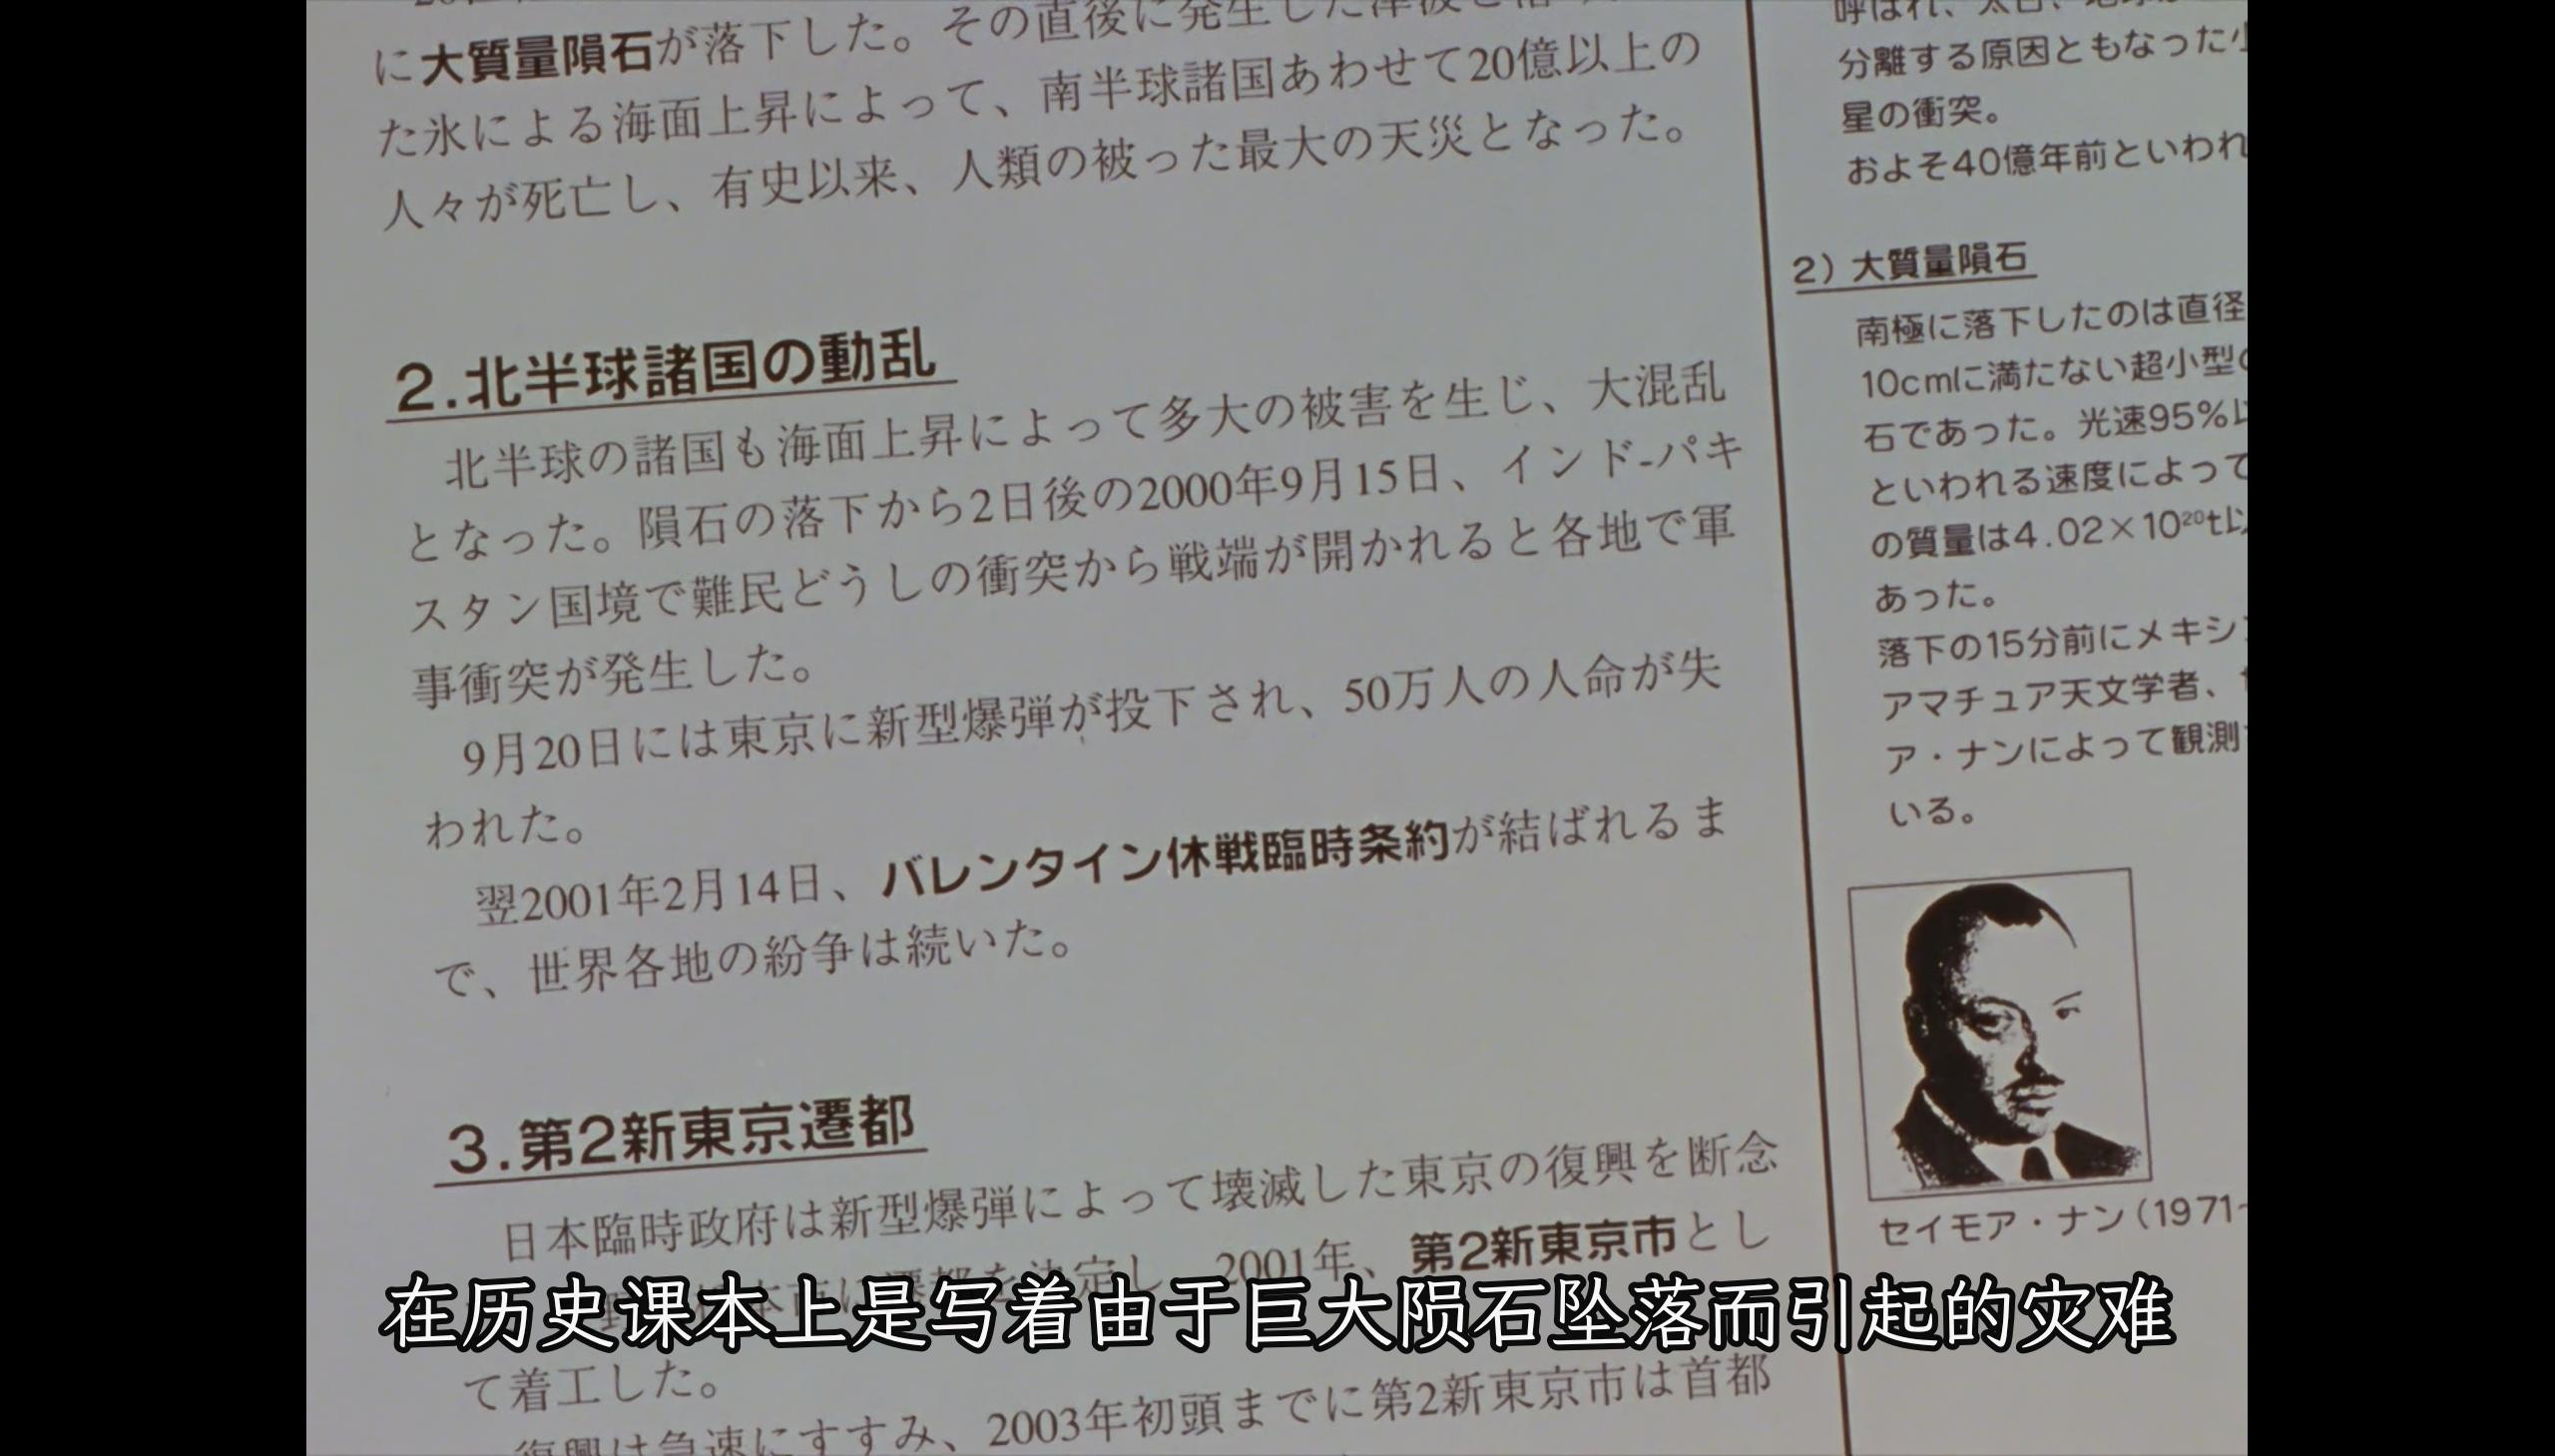 に大質量隕石が落下した。その直後に発生した津波と
た氷による海面上昇によって、南半球諸国あわせて20億以上の
人々が死亡し、有史以来、人類の被った最大の天災となった。
2.北半球諸国の動乱
北半球の諸国も海面上昇によって多大の被害を生じ、大混乱
となった。隕石の落下から2日後の2000年9月15日、インド-パキ
スタン国境で難民どうしの衝突から戦端が開かれると各地で軍
事衝突が発生した。
9月20日には東京に新型爆弾が投下され、50万人の人命が失
われた。
翌2001年2月14日、バレンタイン休戦臨時条約が結ばれるま
で、世界各地の紛争は続いた。
3.第2新東京遷都
日本臨時政府は新型爆弾によって壊滅した東京の復興を断念
本市に遷都を決定し、2001年、第2新東京市とし
て着工した。
復興は急速にすすみ、2003年初頭までに第2新東京市は首都
呼ばれ、
分離する原因ともなった小
星の衝突。
およそ40億年前といわれ
2）大質量隕石
南極に落下したのは直径
10cmに満たない超小型の
石であった。光速95%以
といわれる速度によって
の質量は4.02×10²⁰t以
あった。
落下の15分前にメキシコ
アマチュア天文学者、セ
ア・ナンによって観測
いる。
セイモア・ナン（1971~
在历史课本上是写着由于巨大陨石坠落而引起的灾难